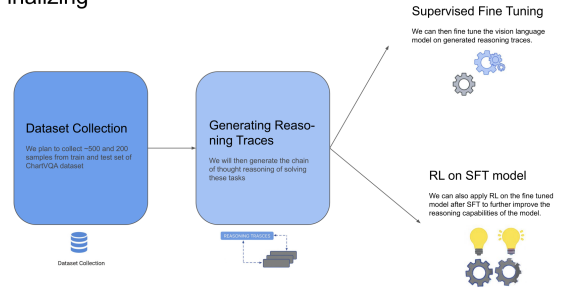 inalizing
Supervised Fine Tuning
We can then fine tune the vision language
model on generated reasoning traces.
Dataset Collection
We plan to collect ~500 and 200
samples from train and test set of
ChartVQA dataset
Generating Reaso-
ning Traces
We will then generate the chain
of thought reasoning of solving
these tasks
RL on SFT model
We can also apply RL on the fine tuned
model after SFT to further improve the
reasoning capabilities of the model.
REASONING TRACCES
Dataset Collection